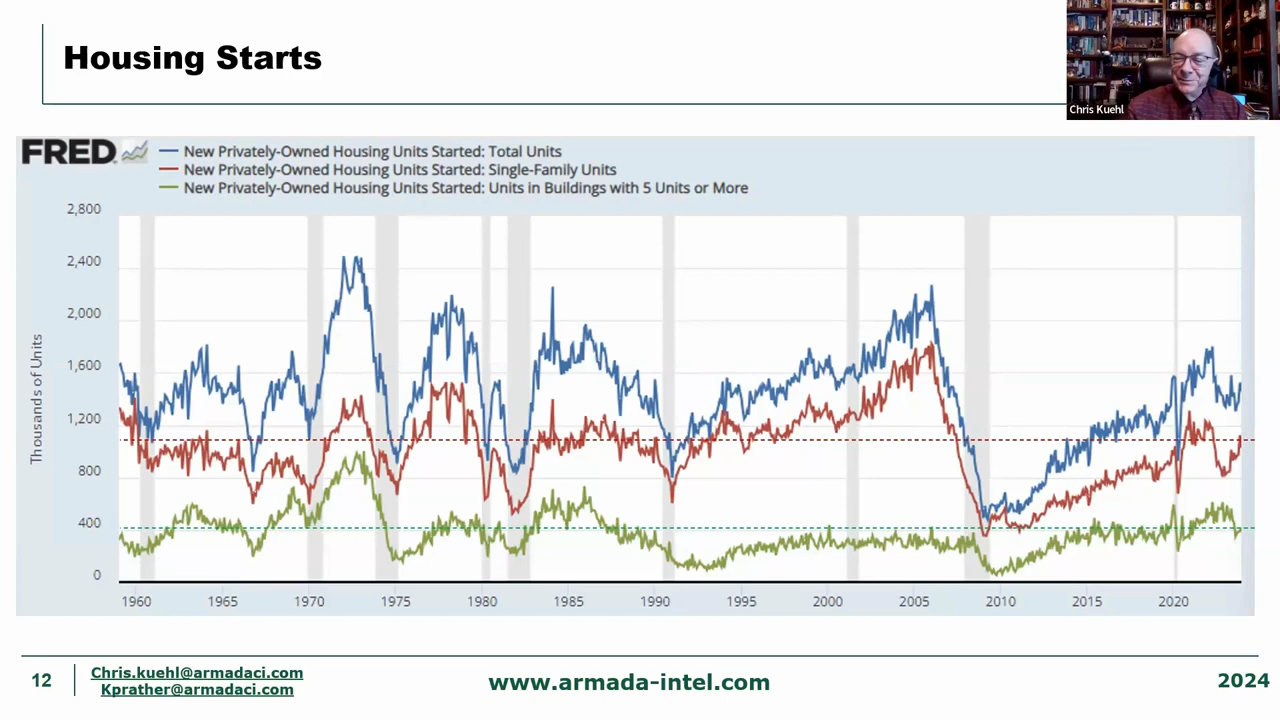 Housing Starts
Chris Kuehl
FRED
New Privately-Owned Housing Units Started: Total Units
New Privately-Owned Housing Units Started: Single-Family Units
New Privately-Owned Housing Units Started: Units in Buildings with 5 Units or More
Thousands of Units
2,800
2,400
2,000
1,600
1,200
800
400
0
1960 1965 1970 1975 1980 1985 1990 1995 2000 2005 2010 2015 2020
12
Chris.kuehl@armadaci.com
Kprather@armadaci.com
www.armada-intel.com
2024